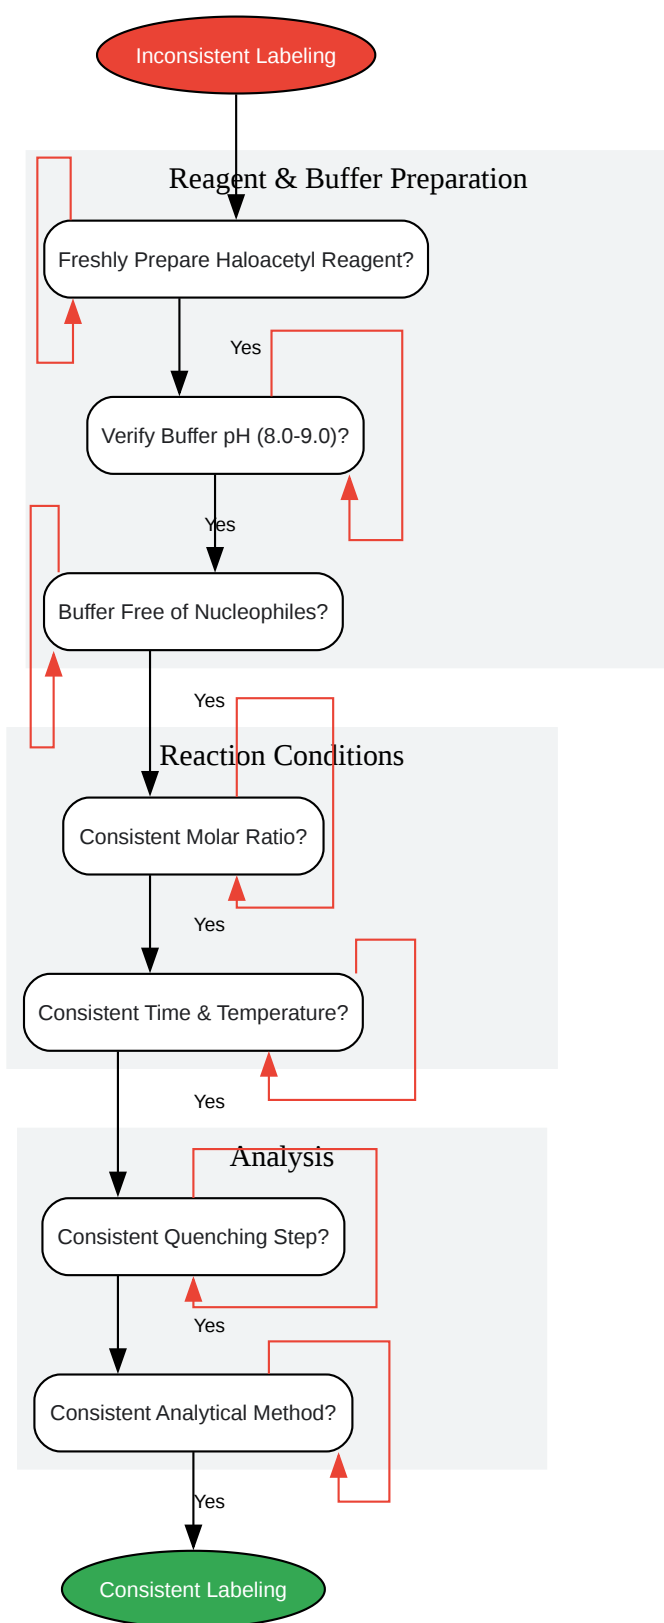 Inconsistent Labeling
Reagent & Buffer Preparation
Freshly Prepare Haloacetyl Reagent?
Yes
Verify Buffer pH (8.0-9.0)?
Yes
Buffer Free of Nucleophiles?
Yes
Reaction Conditions
Consistent Molar Ratio?
Yes
Consistent Time & Temperature?
Yes
Analysis
Consistent Quenching Step?
Yes
Consistent Analytical Method?
Yes
Consistent Labeling